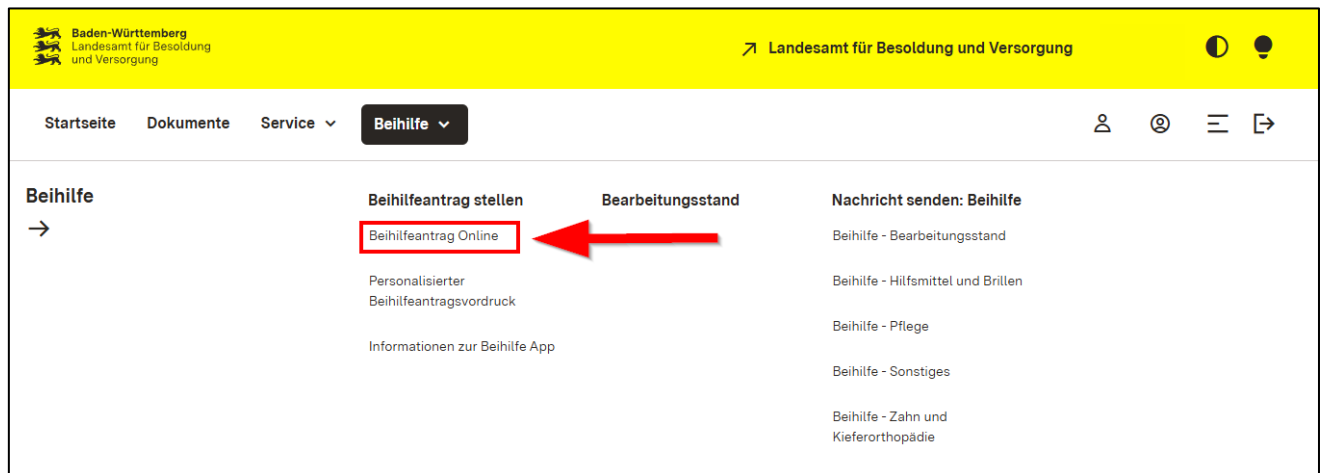 Baden-Württemberg
Landesamt für Besoldung
und Versorgung
Landesamt für Besoldung und Versorgung
Startseite Dokumente Service Beihilfe
Beihilfe
Beihilfeantrag stellen
Beihilfeantrag Online
Personalisierter
Beihilfeantragsvordruck
Informationen zur Beihilfe App
Bearbeitungsstand
Nachricht senden: Beihilfe
Beihilfe - Bearbeitungsstand
Beihilfe - Hilfsmittel und Brillen
Beihilfe - Pflege
Beihilfe - Sonstiges
Beihilfe - Zahn und
Kieferorthopädie